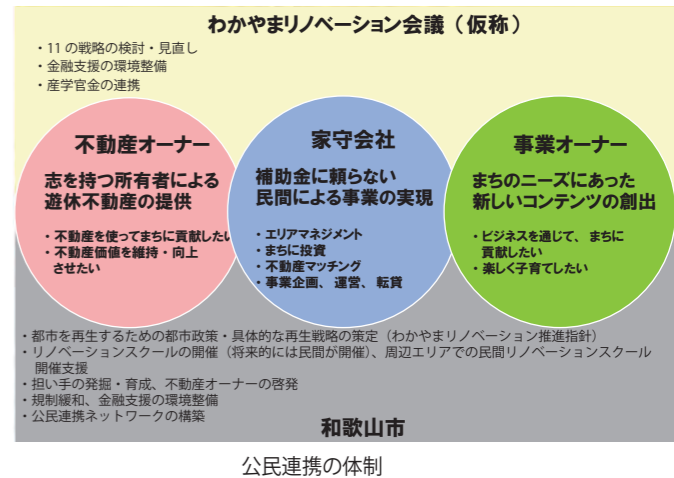 わかやまリノベーション会議（仮称）
・11 の戦略の検討・見直し
・金融支援の環境整備
・産学官金の連携
不動産オーナー
志を持つ所有者による
遊休不動産の提供
・不動産を使ってまちに貢献したい
・不動産価値を維持・向上
させたい
家守会社
補助金に頼らない
民間による事業の実現
・エリアマネジメント
・まちに投資
・不動産マッチング
・事業企画、運営、転貸
事業オーナー
まちのニーズにあった
新しいコンテンツの創出
・ビジネスを通じて、まちに
貢献したい
・楽しく子育てしたい
・都市を再生するための都市政策・具体的な再生戦略の策定（わかやまリノベーション推進指針）
・リノベーションスクールの開催（将来的には民間が開催）、周辺エリアでの民間リノベーションスクール
開催支援
・担い手の発掘・育成、不動産オーナーの啓発
・規制緩和、金融支援の環境整備
・公民連携ネットワークの構築
和歌山市
公民連携の体制